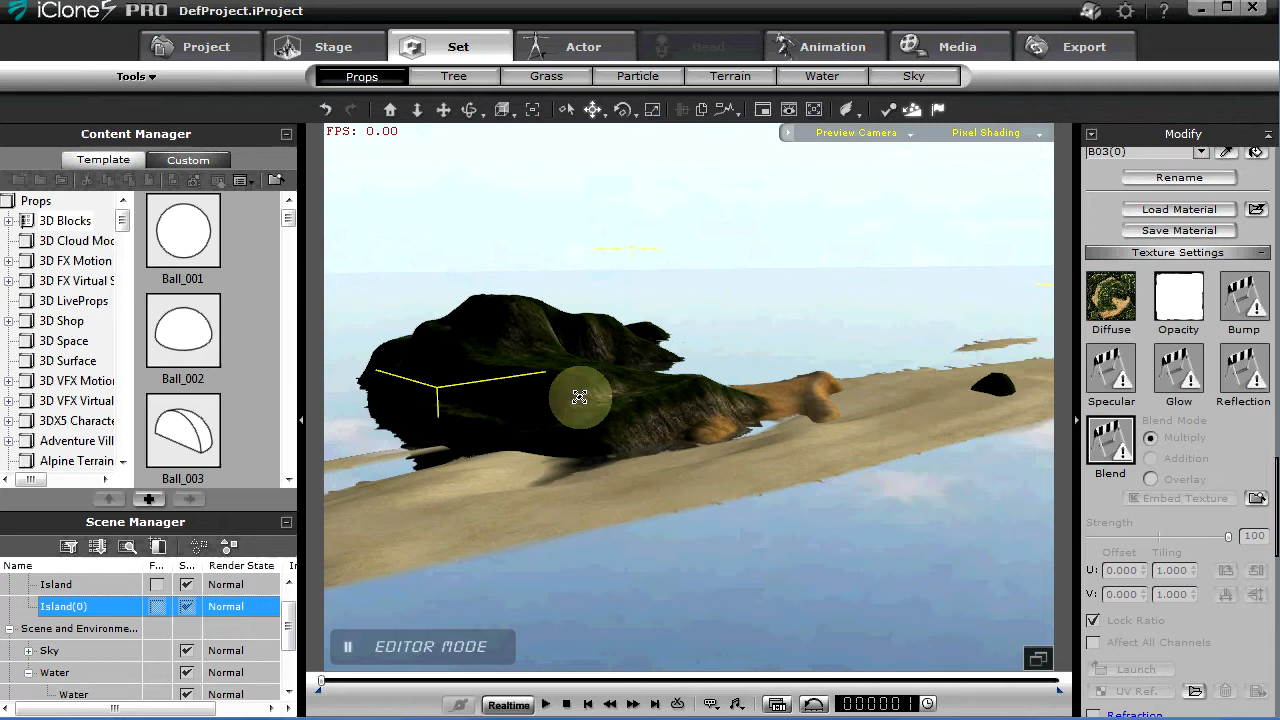 iClone5 PRO DefProject.iProject
Project Stage Set Actor Head Animation Media Export
Tools Props Tree Grass Particle Terrain Water Sky
Content Manager
Template Custom
Props
3D Blocks
3D Cloud Moc
3D FX Motion
3D FX Virtual S
3D LiveProps
3D Shop
3D Space
3D Surface
3D VFX Motion
3D VFX Virtual
3DX5 Characte
Adventure Vill
Alpine Terrain
Ball_001
Ball_002
Ball_003
Scene Manager
Name F... S... Render State
Island Normal
Island(0) Normal
Scene and Environme... Normal
Sky Normal
Water Normal
Water Normal
FPS: 0.00
Preview Camera Pixel Shading
EDITOR MODE
Realtime
000001
Modify
B03(0)
Rename
Load Material
Save Material
Texture Settings
Diffuse Opacity Bump
Specular Glow Reflection
Blend
Blend Mode
Multiply
Addition
Overlay
Embed Texture
Strength
100
Offset Tiling
U: 0.000 1.000
V: 0.000 1.000
Lock Ratio
Affect All Channels
Launch
UV Ref.
Refraction